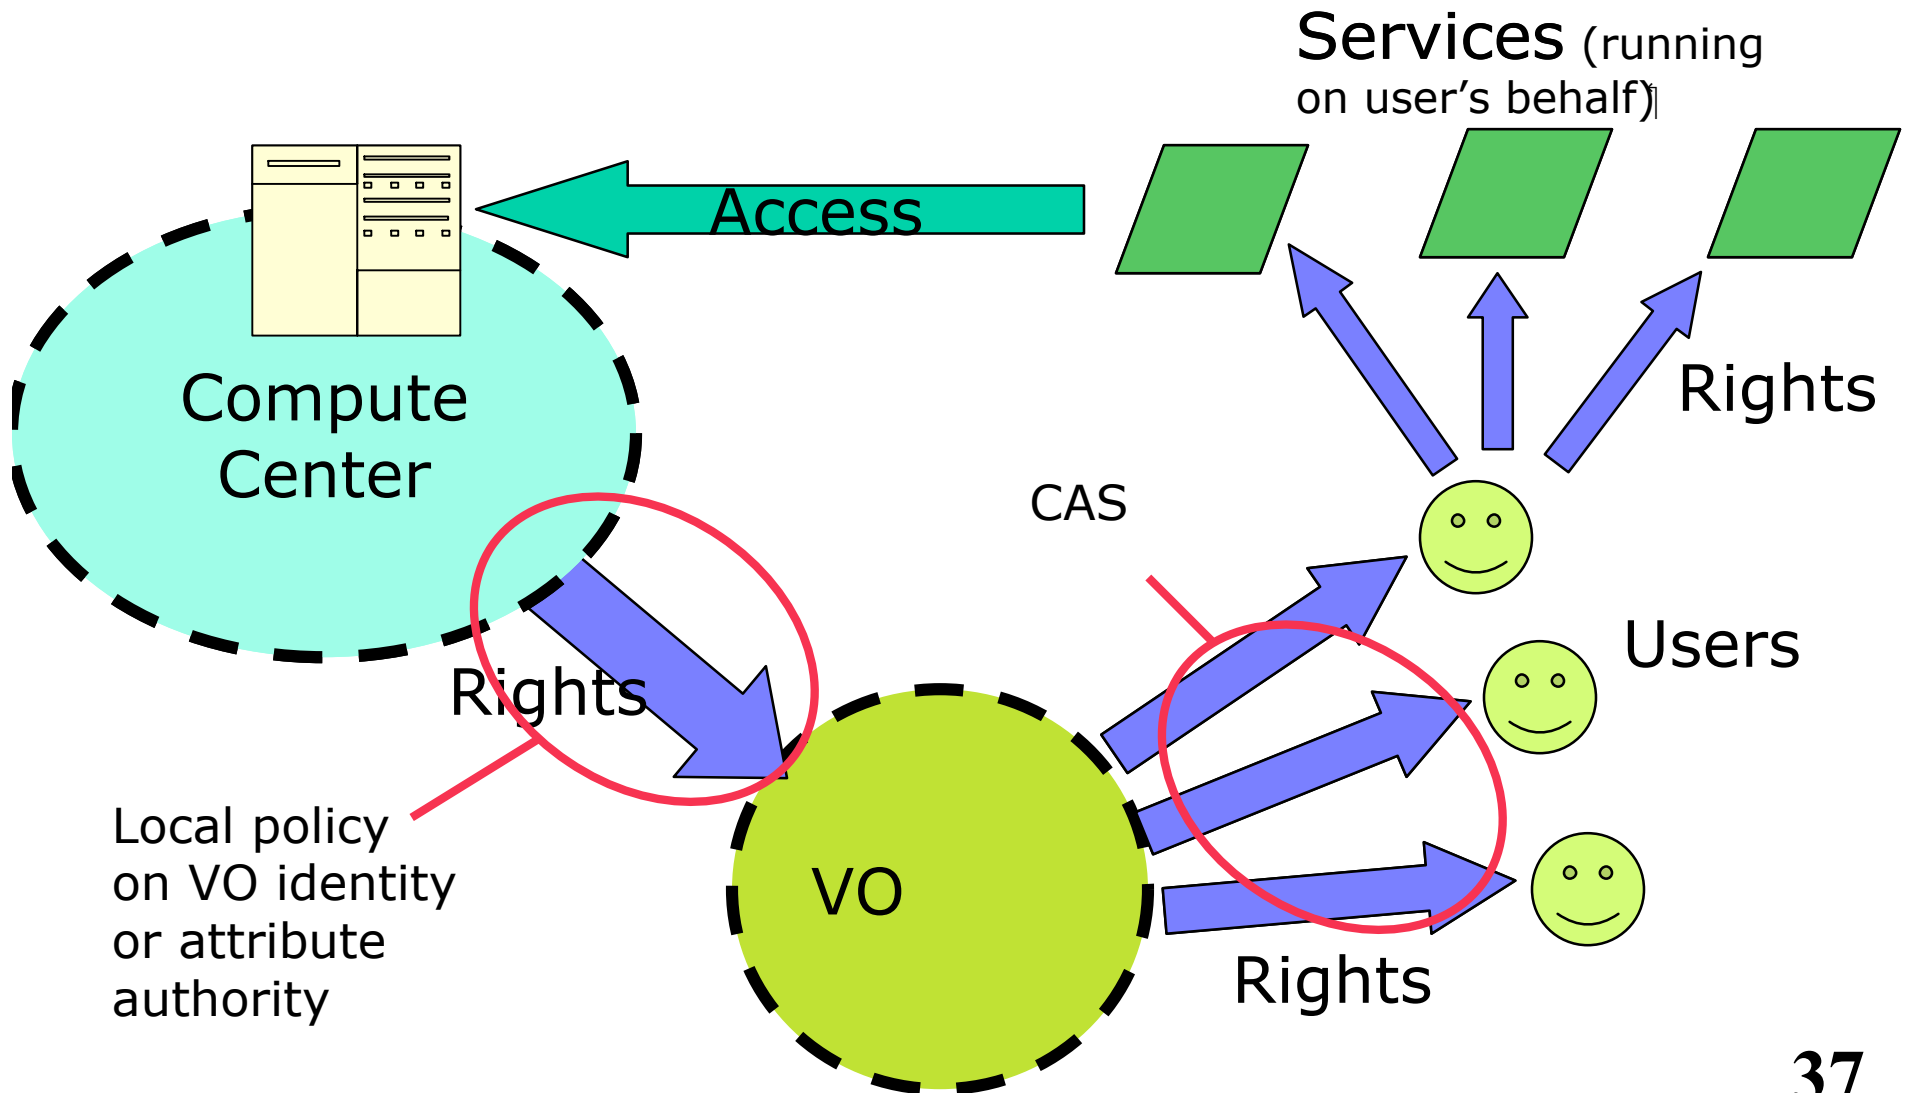 Services (running
on user’s behalf)
Access
Compute
Center
Rights
CAS
Users
Rights
Local policy
on VO identity
or attribute
authority
VO
Rights
37